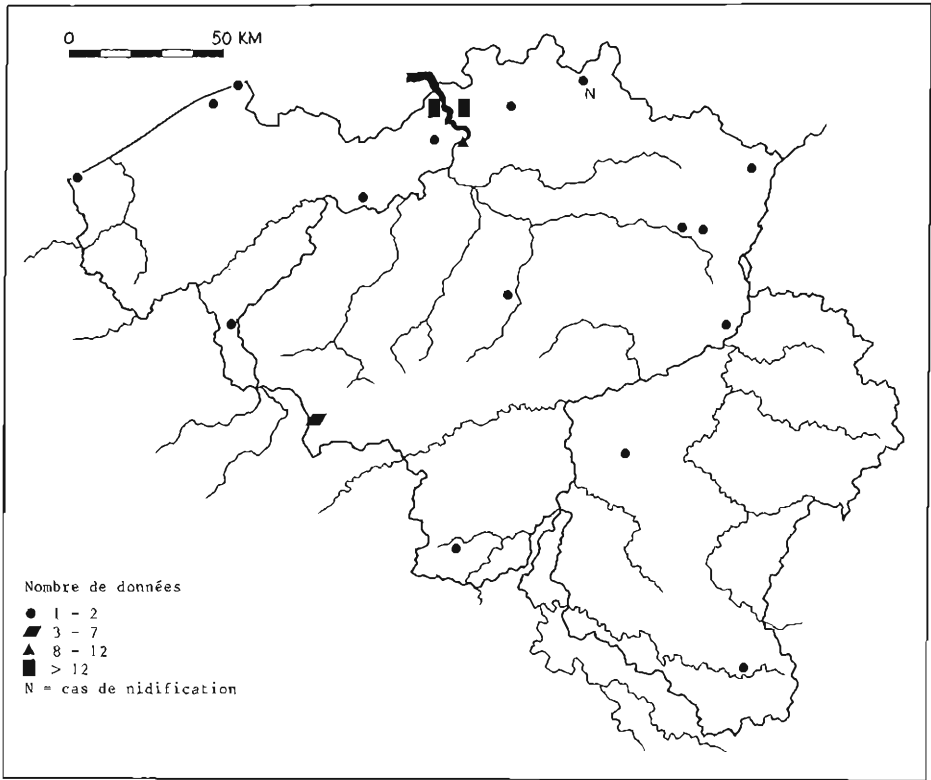 0 50 KM
N
Nombre de données
1 - 2
3 - 7
8 - 12
> 12
N = cas de nidification